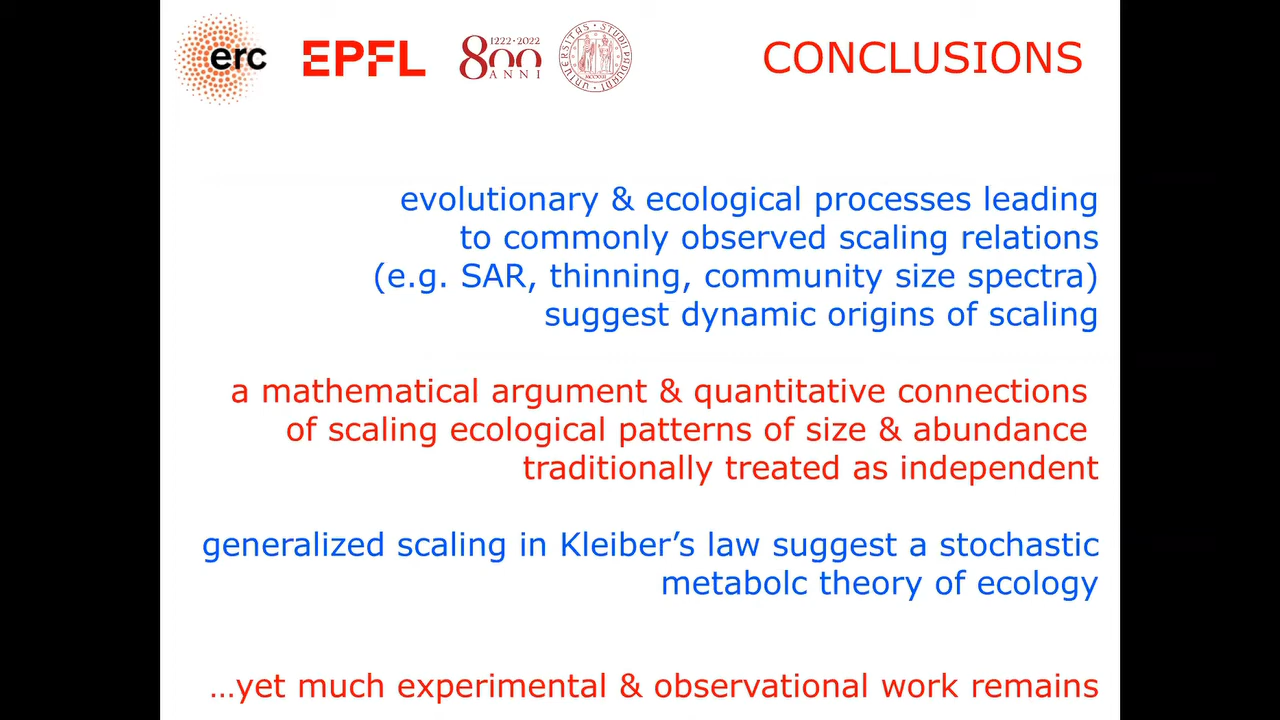 erc
EPFL
1222·2022
800
ANNI
CONCLUSIONS
evolutionary & ecological processes leading
to commonly observed scaling relations
(e.g. SAR, thinning, community size spectra)
suggest dynamic origins of scaling
a mathematical argument & quantitative connections
of scaling ecological patterns of size & abundance
traditionally treated as independent
generalized scaling in Kleiber’s law suggest a stochastic
metabolc theory of ecology
…yet much experimental & observational work remains